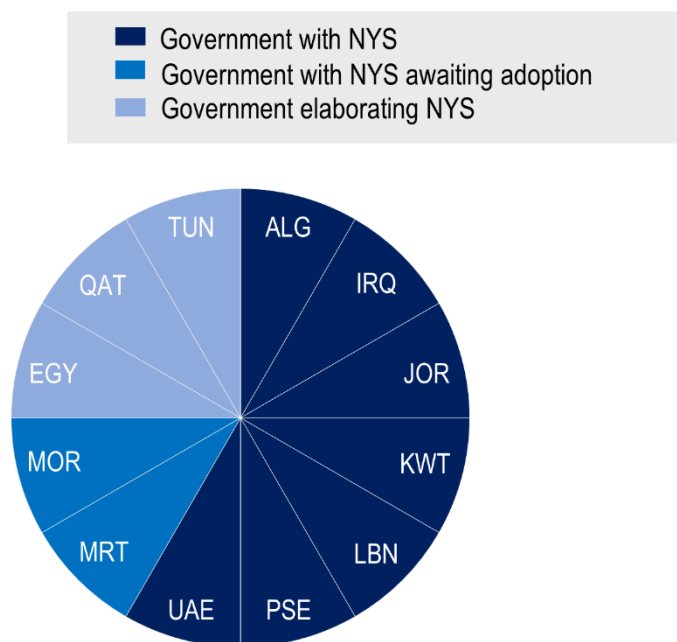 Government with NYS
Government with NYS awaiting adoption
Government elaborating NYS
TUN
ALG
QAT
IRQ
EGY
JOR
MOR
KWT
MRT
LBN
UAE
PSE